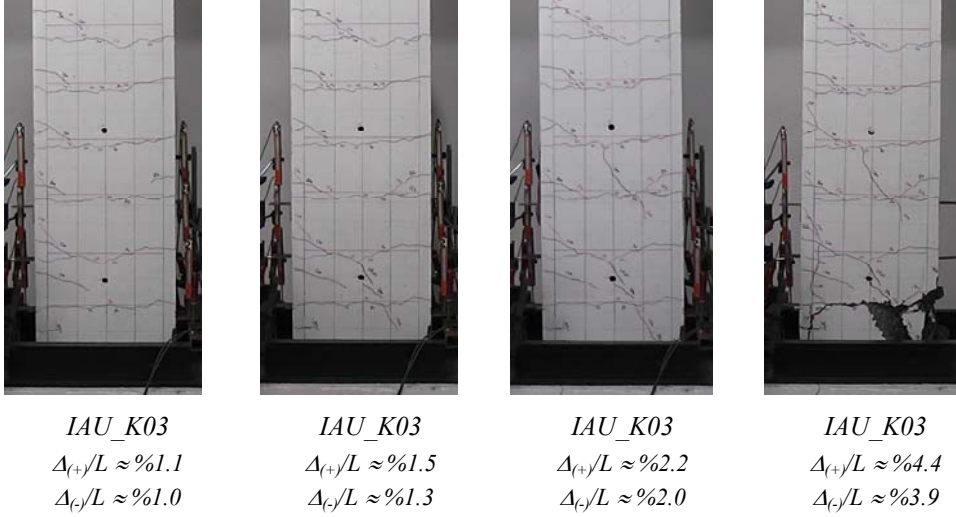 IAU_K03
Δ(+)/L ≈%1.1
Δ(-)/L ≈%1.0
IAU_K03
Δ(+)/L ≈%1.5
Δ(-)/L ≈%1.3
IAU_K03
Δ(+)/L ≈%2.2
Δ(-)/L ≈%2.0
IAU_K03
Δ(+)/L ≈%4.4
Δ(-)/L ≈%3.9